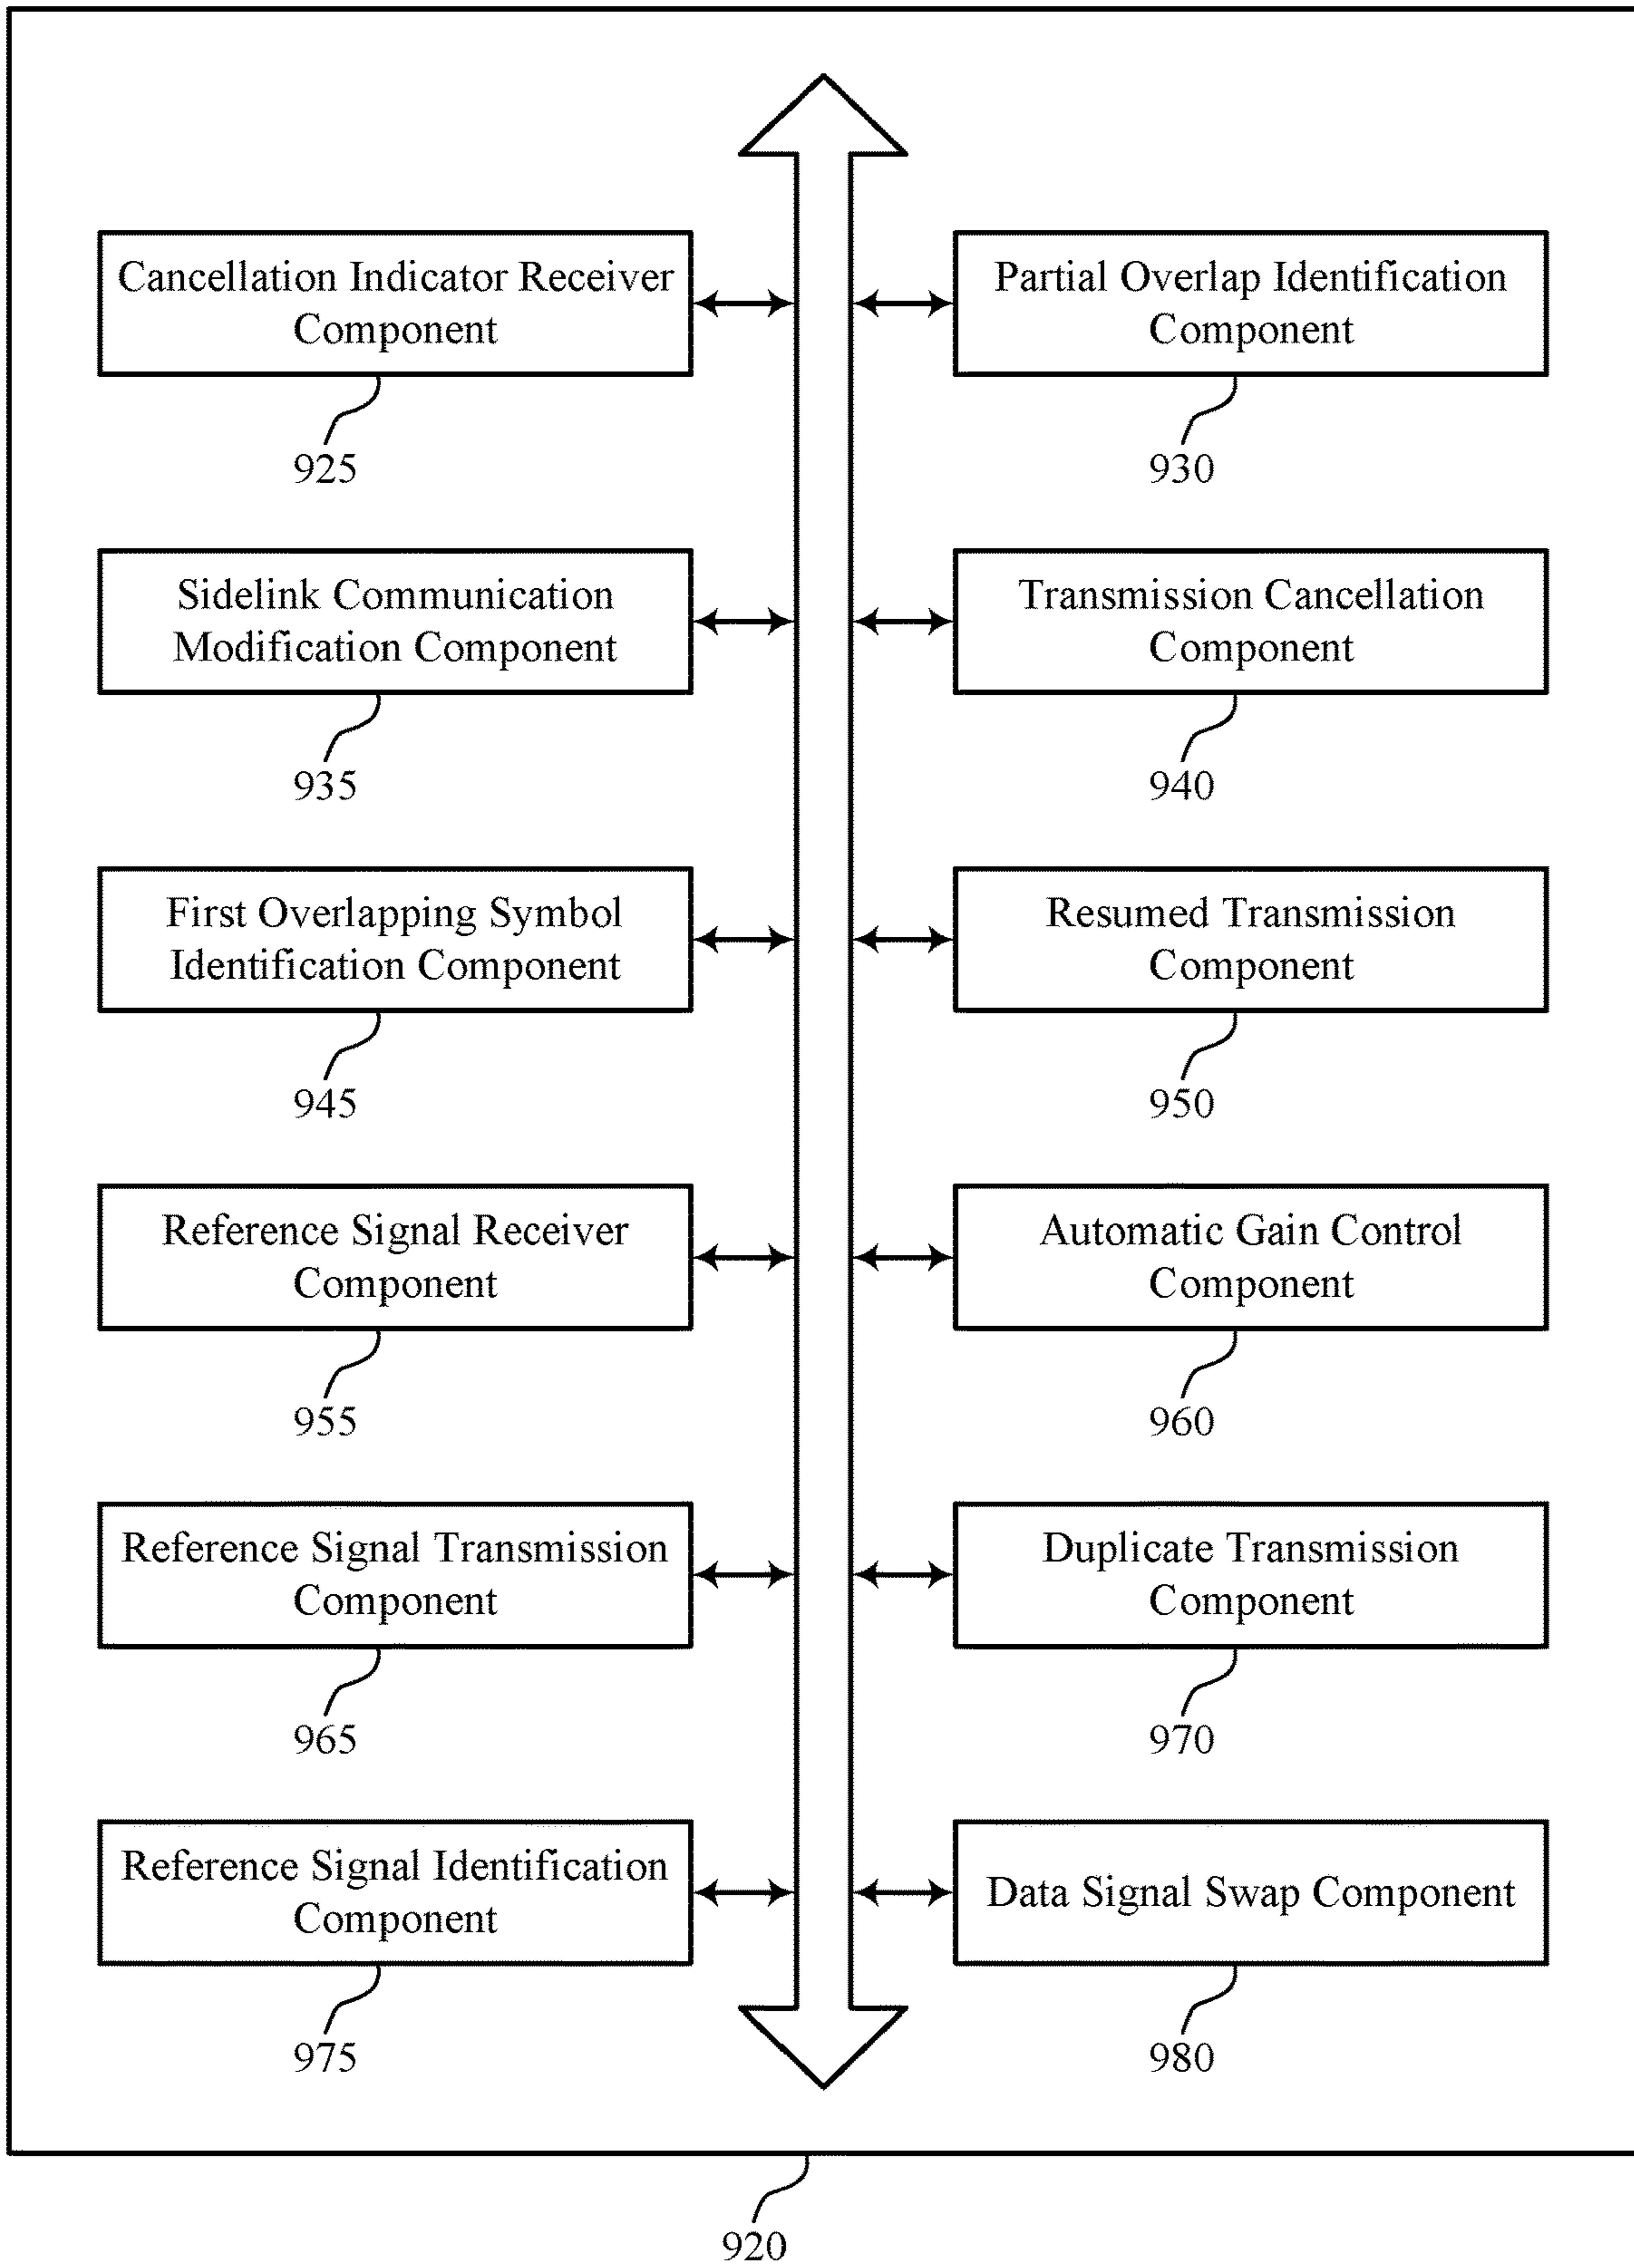 Cancellation Indicator Receiver
Component
925
Partial Overlap Identification
Component
930
Sidelink Communication
Modification Component
935
Transmission Cancellation
Component
940
First Overlapping Symbol
Identification Component
945
Resumed Transmission
Component
950
Reference Signal Receiver
Component
955
Automatic Gain Control
Component
960
Reference Signal Transmission
Component
965
Duplicate Transmission
Component
970
Reference Signal Identification
Component
975
Data Signal Swap Component
980
920